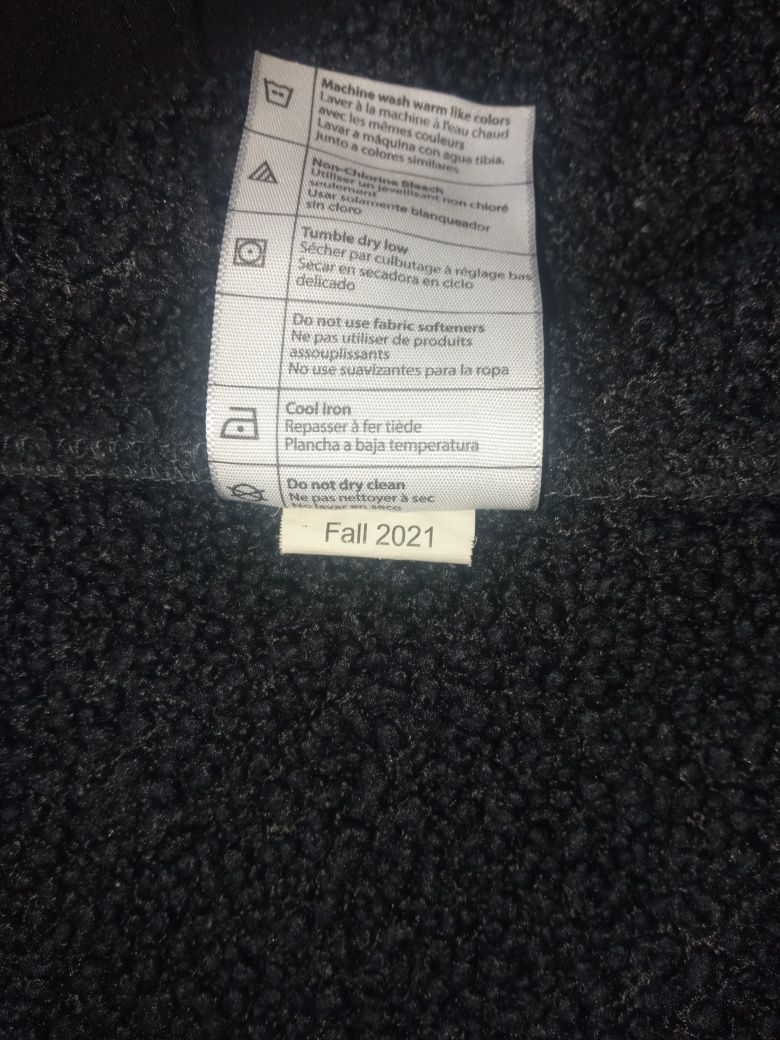 Machine wash warm like colors
Laver à la machine à l'eau chaud
avec les mêmes couleurs
Lavar a máquina con agua tibia.
Junto a colores similares
Non-Chlorine Bleach
Utiliser un javellisant non chloré
seulement
Usar solamente blanqueador
sin cloro
Tumble dry low
Sécher par culbutage à réglage bas
Secar en secadora en ciclo
delicado
Do not use fabric softeners
Ne pas utiliser de produits
assouplissants
No use suavizantes para la ropa
Cool Iron
Repasser à fer tiède
Plancha a baja temperatura
Do not dry clean
Ne pas nettoyer à sec
No lavar en seco
Fall 2021